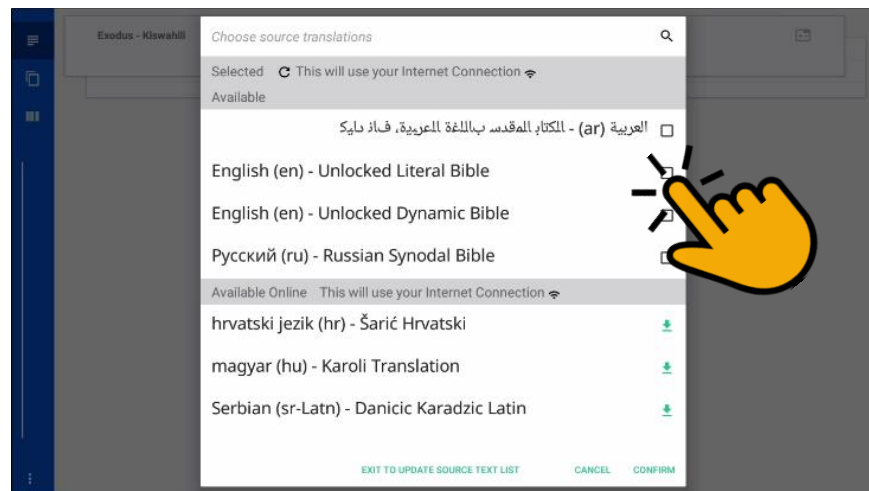 Exodus - Kiswahili
Choose source translations
Selected This will use your Internet Connection
Available
العربية (ar) - للكتاب للمقدس باللغة للعربية، فان دايك
English (en) - Unlocked Literal Bible
English (en) - Unlocked Dynamic Bible
Русский (ru) - Russian Synodal Bible
Available Online This will use your Internet Connection
hrvatski jezik (hr) - Šarić Hrvatski
magyar (hu) - Karoli Translation
Serbian (sr-Latn) - Danicic Karadzic Latin
EXIT TO UPDATE SOURCE TEXT LIST CANCEL CONFIRM